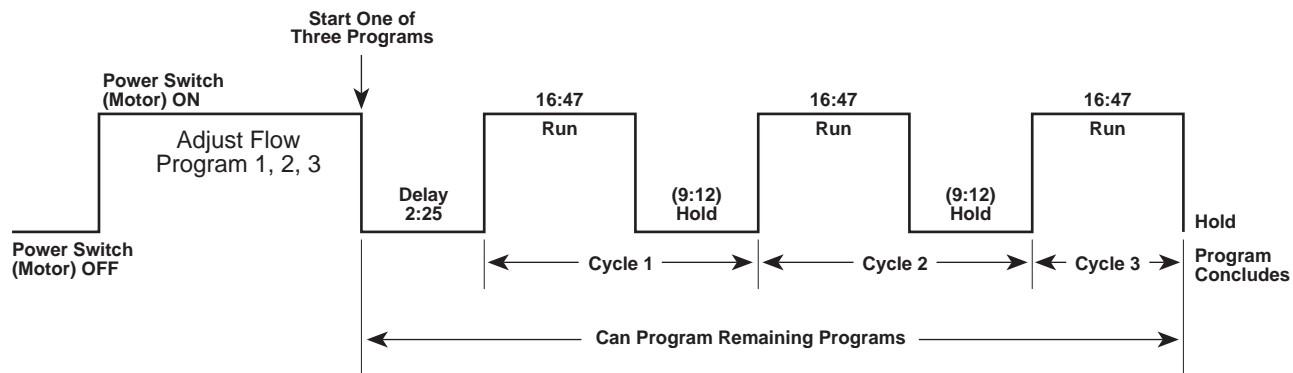 Start One of
Three Programs
Power Switch
(Motor) ON
Adjust Flow
Program 1, 2, 3
16:47
Run
16:47
Run
16:47
Run
Delay
2:25
(9:12)
Hold
(9:12)
Hold
Hold
Power Switch
(Motor) OFF
Cycle 1
Cycle 2
Cycle 3
Program
Concludes
Can Program Remaining Programs